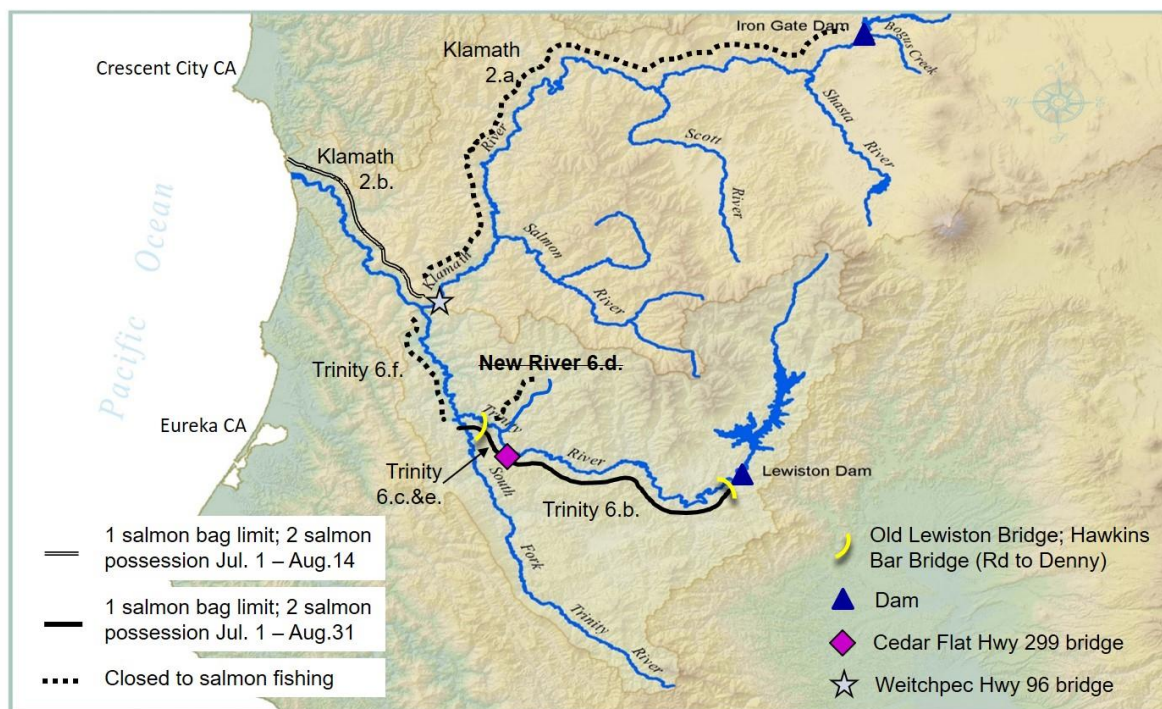 Iron Gate Dam
Bogus Creek
Crescent City CA
Klamath
2.a.
River
Shasta
River
Scott
River
Klamath
2.b.
Pacific Ocean
Salmon
River
Klamath
Trinity 6.f.
New River 6.d.
Eureka CA
Trinity
River
Lewiston Dam
Trinity
6.c.&e.
South
Fork
Trinity
River
Trinity 6.b.
1 salmon bag limit; 2 salmon
possession Jul. 1 – Aug.14
1 salmon bag limit; 2 salmon
possession Jul. 1 – Aug.31
Closed to salmon fishing
Old Lewiston Bridge; Hawkins
Bar Bridge (Rd to Denny)
Dam
Cedar Flat Hwy 299 bridge
Weitchpec Hwy 96 bridge